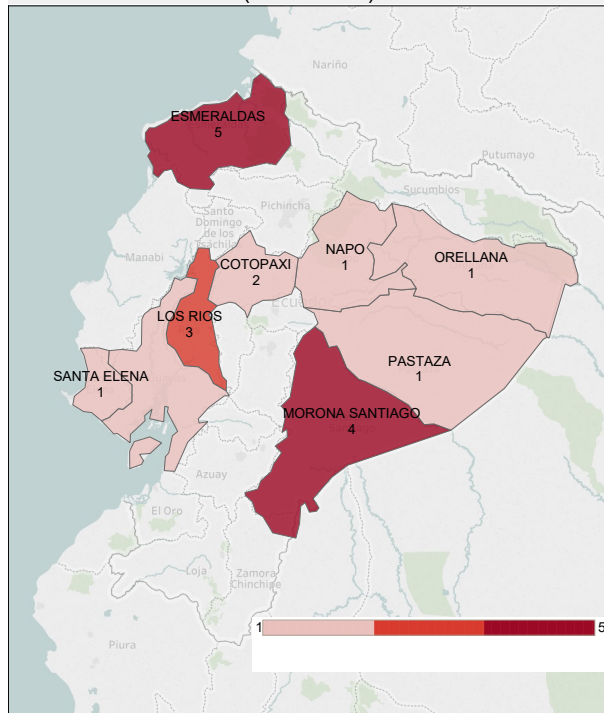 Nariño
ESMERALDAS
5
Putumayo
Sucumbios
Pichincha
Santo
Domingo
de los
Tsáchilas
Manabi
NAPO
1
ORELLANA
1
COTOPAXI
2
LOS RIOS
3
SANTA ELENA
1
PASTAZA
1
MORONA SANTIAGO
4
Azuay
El Oro
Loja
Zamora
Chinchipe
Piura
1
5